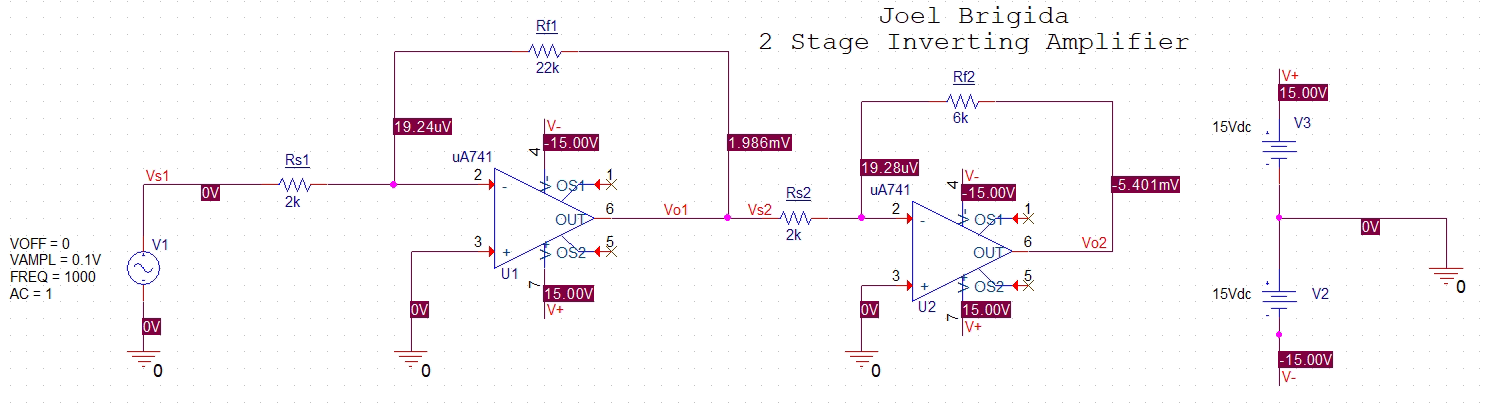 Joel Brigida
2 Stage Inverting Amplifier
Rf1
22k
Rf2
6k
V+
15.00V
15Vdc
V3
19.24uV
V-
-15.00V
4
1.986mV
uA741
Rs1
2k
Vs1
0V
2
-
V-
OS1
1
OUT
6
Vo1
3
+
V+
OS2
5
U1
7
15.00V
V+
0V
0
VOFF = 0
VAMPL = 0.1V
FREQ = 1000
AC = 1
V1
0V
0
Vs2
Rs2
2k
19.28uV
uA741
V-
-15.00V
4
-5.401mV
2
-
V-
OS1
1
OUT
6
Vo2
3
+
V+
OS2
5
U2
7
15.00V
V+
0V
0
0V
0
15Vdc
V2
-15.00V
V-